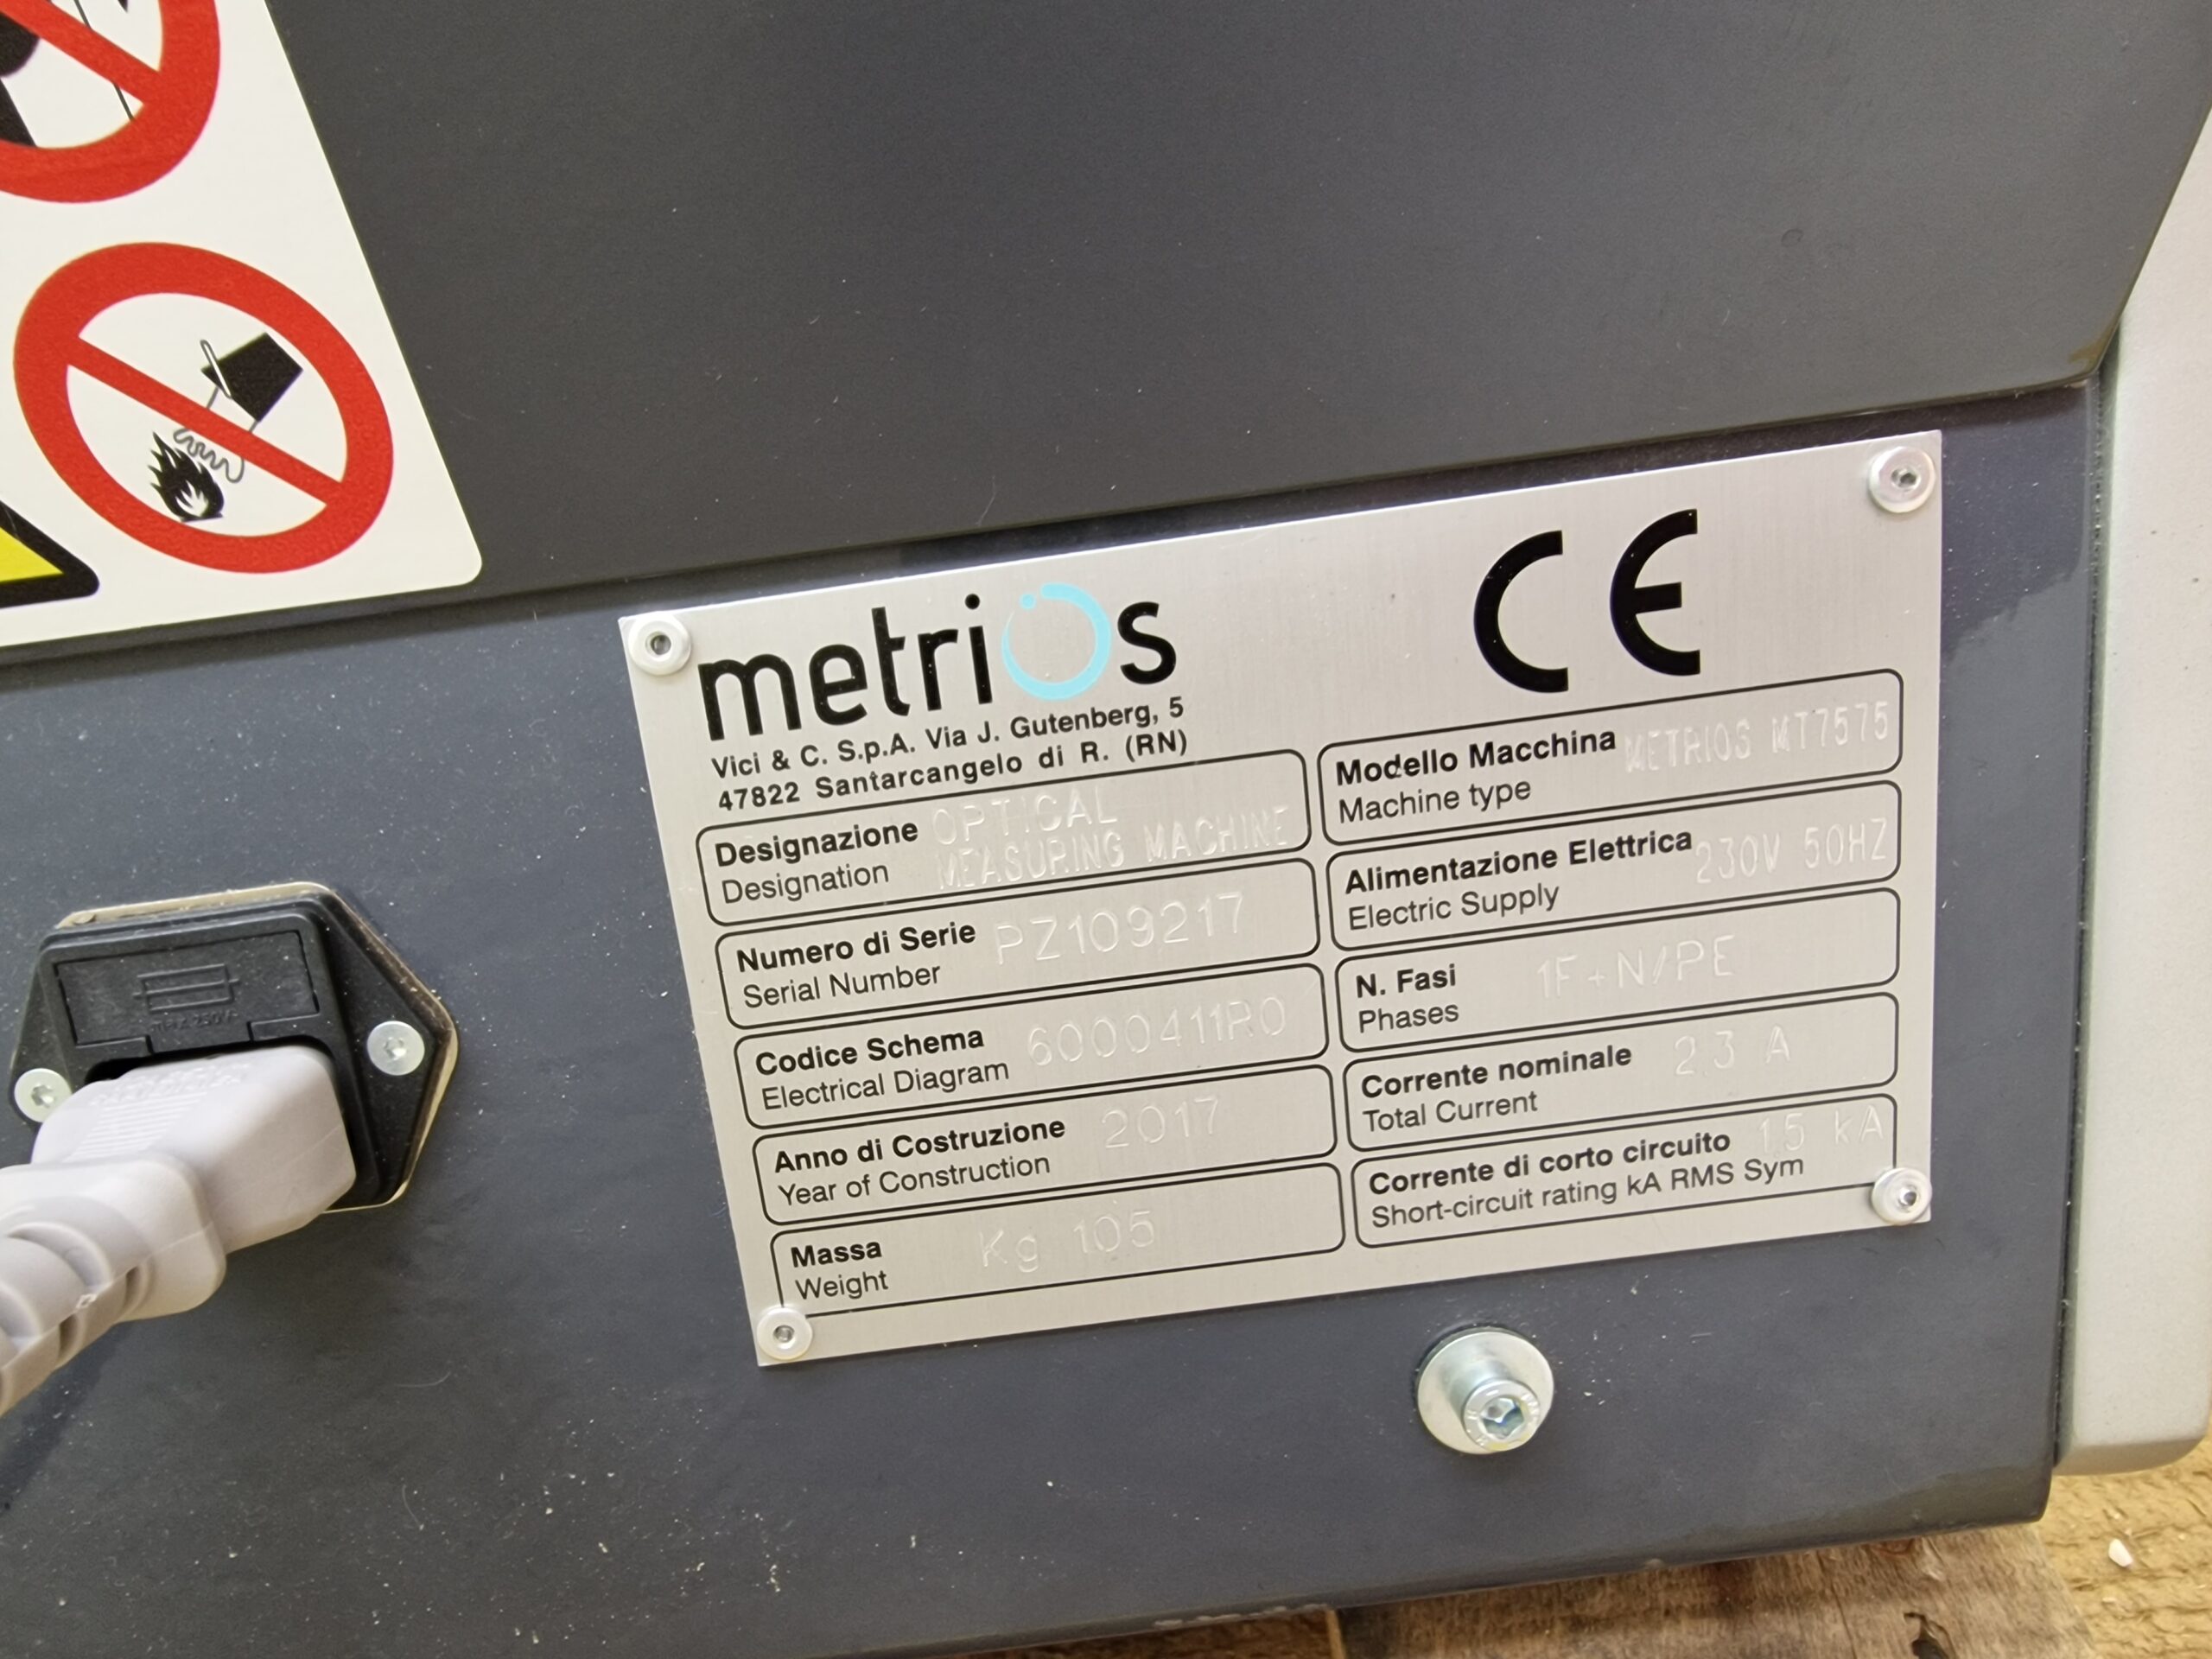 metrios
CE
Vici & C. S.p.A. Via J. Gutenberg, 5
47822 Santarcangelo di R. (RN)
Designazione OPTICAL
Designation MEASURING MACHINE
Numero di Serie PZ109217
Serial Number
Codice Schema 6000411R0
Electrical Diagram
Anno di Costruzione 2017
Year of Construction
Massa Kg 105
Weight
Modello Macchina METRIOS MT7575
Machine type
Alimentazione Elettrica 230V 50HZ
Electric Supply
N. Fasi 1F+N/PE
Phases
Corrente nominale 2.3 A
Total Current
Corrente di corto circuito 1.5 kA
Short-circuit rating kA RMS Sym